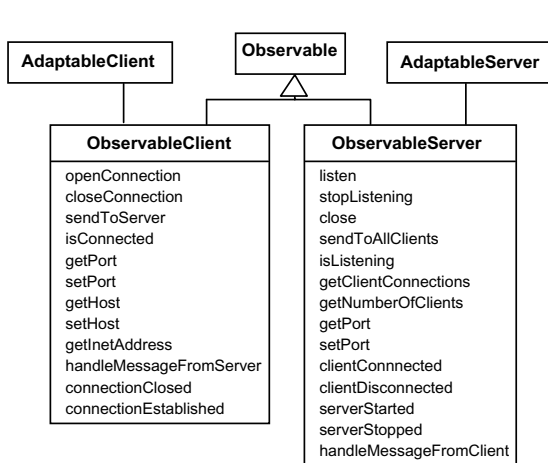 Observable
AdaptableClient
AdaptableServer
ObservableClient
openConnection
closeConnection
sendToServer
isConnected
getPort
setPort
getHost
setHost
getInetAddress
handleMessageFromServer
connectionClosed
connectionEstablished
ObservableServer
listen
stopListening
close
sendToAllClients
isListening
getClientConnections
getNumberOfClients
getPort
setPort
clientConnnected
clientDisconnected
serverStarted
serverStopped
handleMessageFromClient